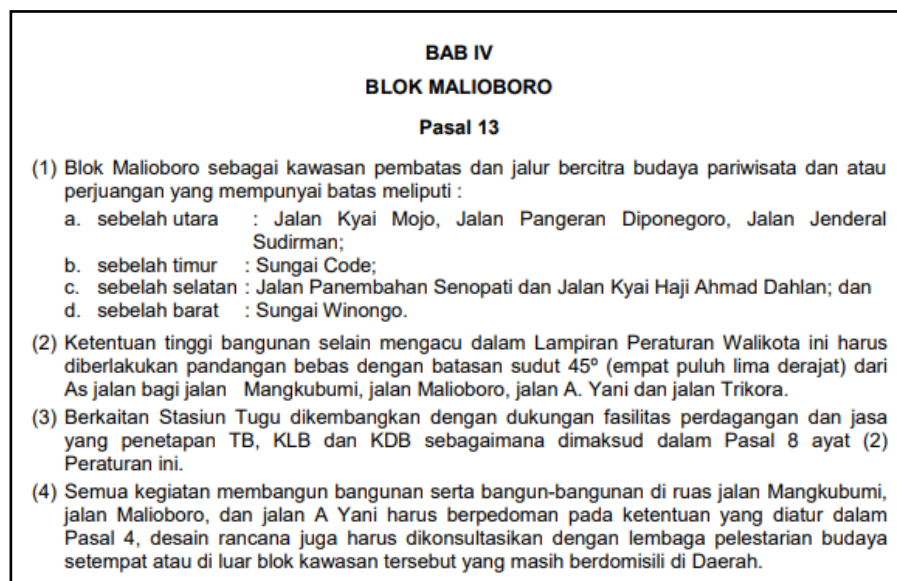 BAB IV
BLOK MALIOBORO
Pasal 13
(1) Blok Malioboro sebagai kawasan pembatas dan jalur bercitra budaya pariwisata dan atau
perjuangan yang mempunyai batas meliputi :
a. sebelah utara : Jalan Kyai Mojo, Jalan Pangeran Diponegoro, Jalan Jenderal
Sudirman;
b. sebelah timur : Sungai Code;
c. sebelah selatan : Jalan Panembahan Senopati dan Jalan Kyai Haji Ahmad Dahlan; dan
d. sebelah barat : Sungai Winongo.
(2) Ketentuan tinggi bangunan selain mengacu dalam Lampiran Peraturan Walikota ini harus
diberlakukan pandangan bebas dengan batasan sudut 45º (empat puluh lima derajat) dari
As jalan bagi jalan Mangkubumi, jalan Malioboro, jalan A. Yani dan jalan Trikora.
(3) Berkaitan Stasiun Tugu dikembangkan dengan dukungan fasilitas perdagangan dan jasa
yang penetapan TB, KLB dan KDB sebagaimana dimaksud dalam Pasal 8 ayat (2)
Peraturan ini.
(4) Semua kegiatan membangun bangunan serta bangun-bangunan di ruas jalan Mangkubumi,
jalan Malioboro, dan jalan A Yani harus berpedoman pada ketentuan yang diatur dalam
Pasal 4, desain rancana juga harus dikonsultasikan dengan lembaga pelestarian budaya
setempat atau di luar blok kawasan tersebut yang masih berdomisili di Daerah.